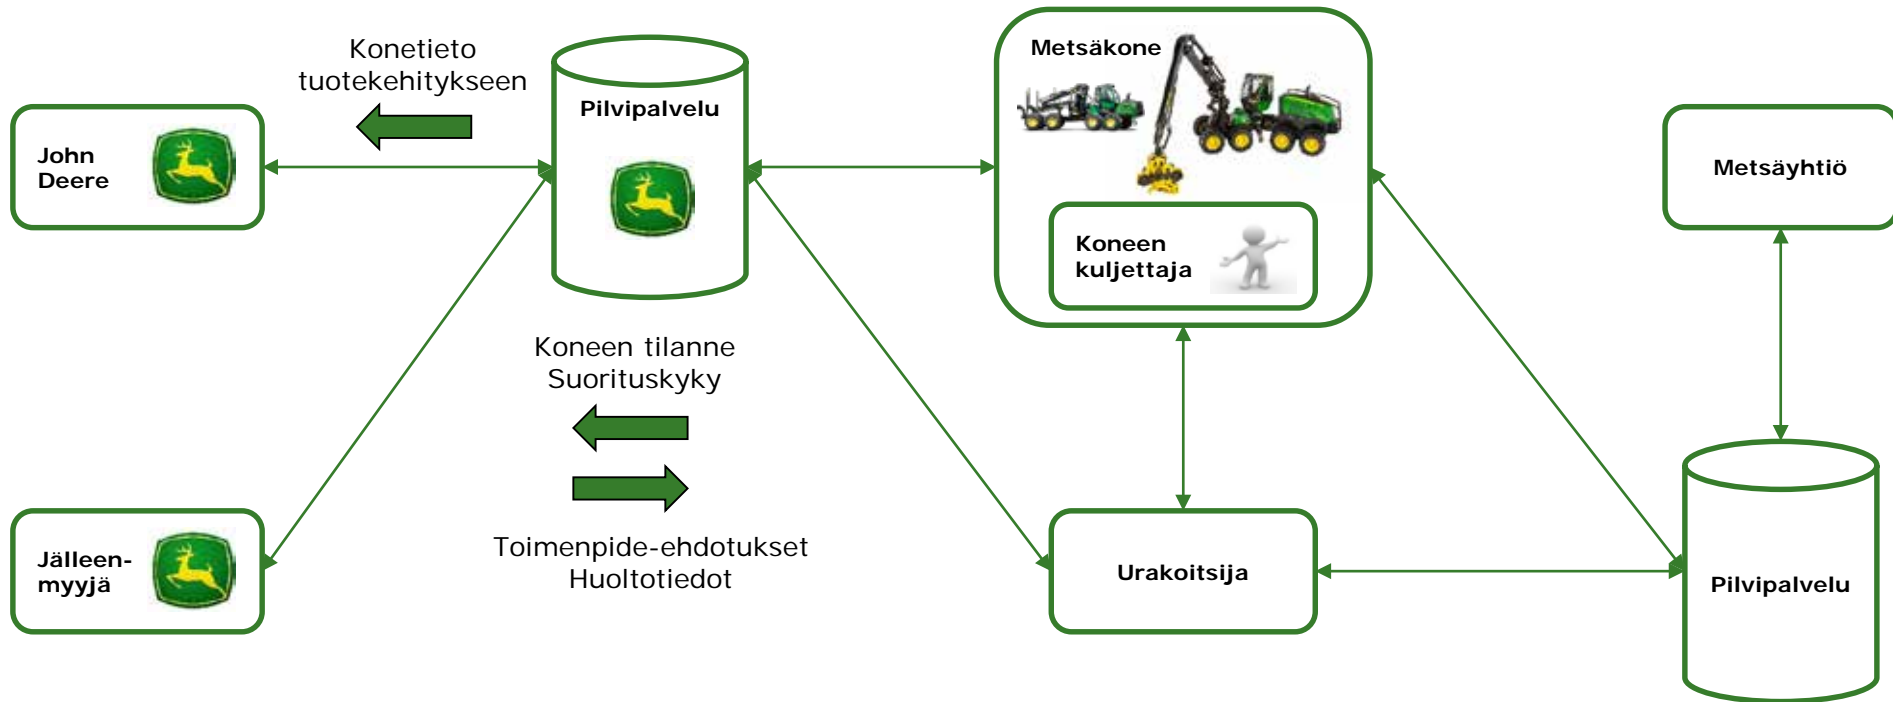 Konetieto
tuotekehitykseen
John
Deere
Pilvipalvelu
Metsäkone
Koneen
kuljettaja
Metsäyhtiö
Koneen tilanne
Suorituskyky
Toimenpide-ehdotukset
Huoltotiedot
Jälleen-
myyjä
Urakoitsija
Pilvipalvelu